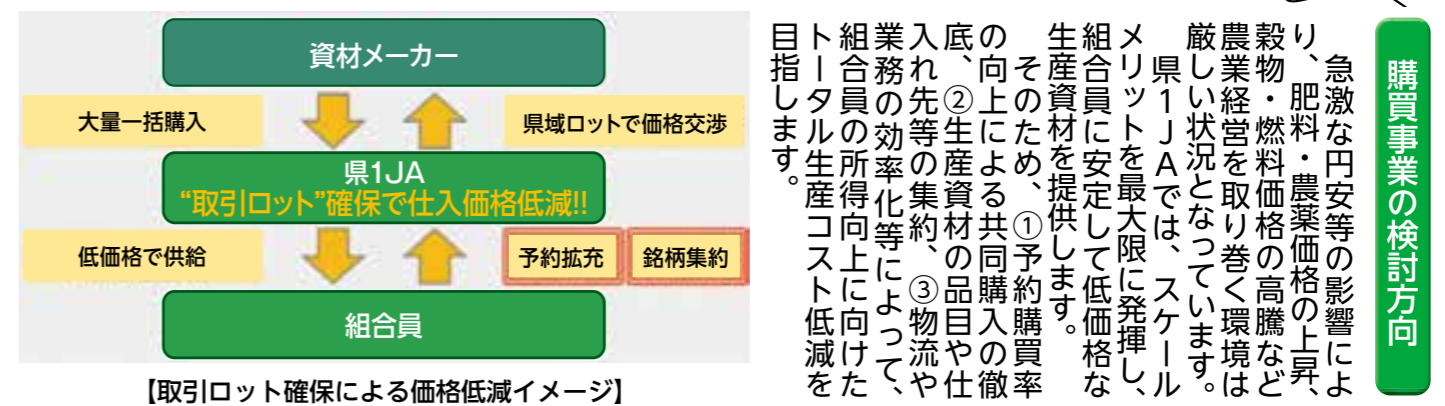 購買事業の検討方向
急激な円安等の影響によ
り、肥料・農薬価格の上昇、
穀物・燃料価格の高騰など
農業経営を取り巻く環境は
厳しい状況となっています。
県1JAでは、スケール
メリットを最大限に発揮し、
組合員に安定して低価格な
生産資材を提供します。
そのため、①予約購買率
の向上による共同購入の徹
底、②生産資材の品目や仕
入れ先等の集約、③物流や
業務の効率化等によって、
組合員の所得向上に向けた
トータル生産コスト低減を
目指します。
資材メーカー
大量一括購入
県域ロットで価格交渉
県1JA
“取引ロット”確保で仕入価格低減!!
低価格で供給
予約拡充
銘柄集約
組合員
【取引ロット確保による価格低減イメージ】